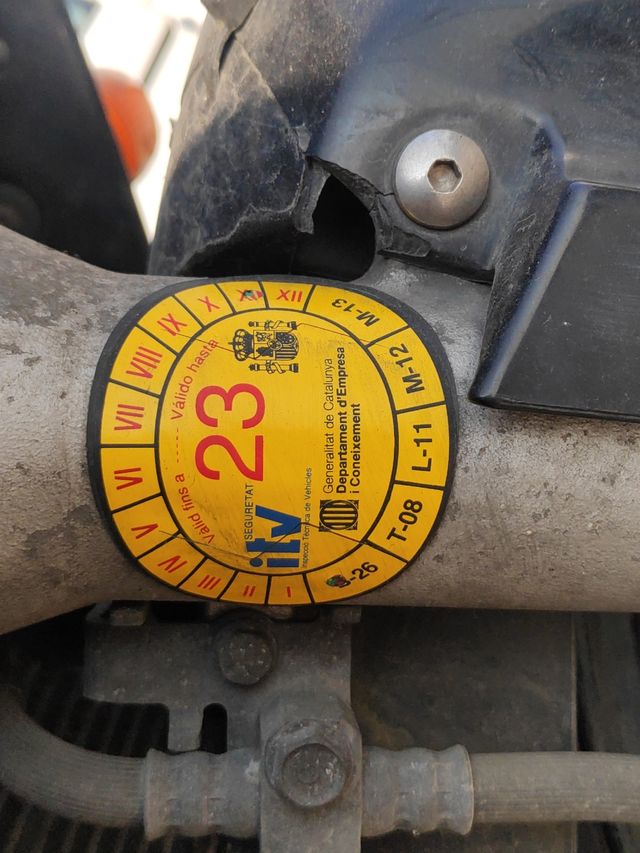 I
II
III
IV
V
VI
VII
VIII
IX
X
XI
XII
Vàlid fins a ----- Válido hasta
23
SEGURETAT
itv
Inspecció Tècnica de Vehicles
Generalitat de Catalunya
Departament d'Empresa
i Coneixement
-26
T-08
L-11
M-12
M-13